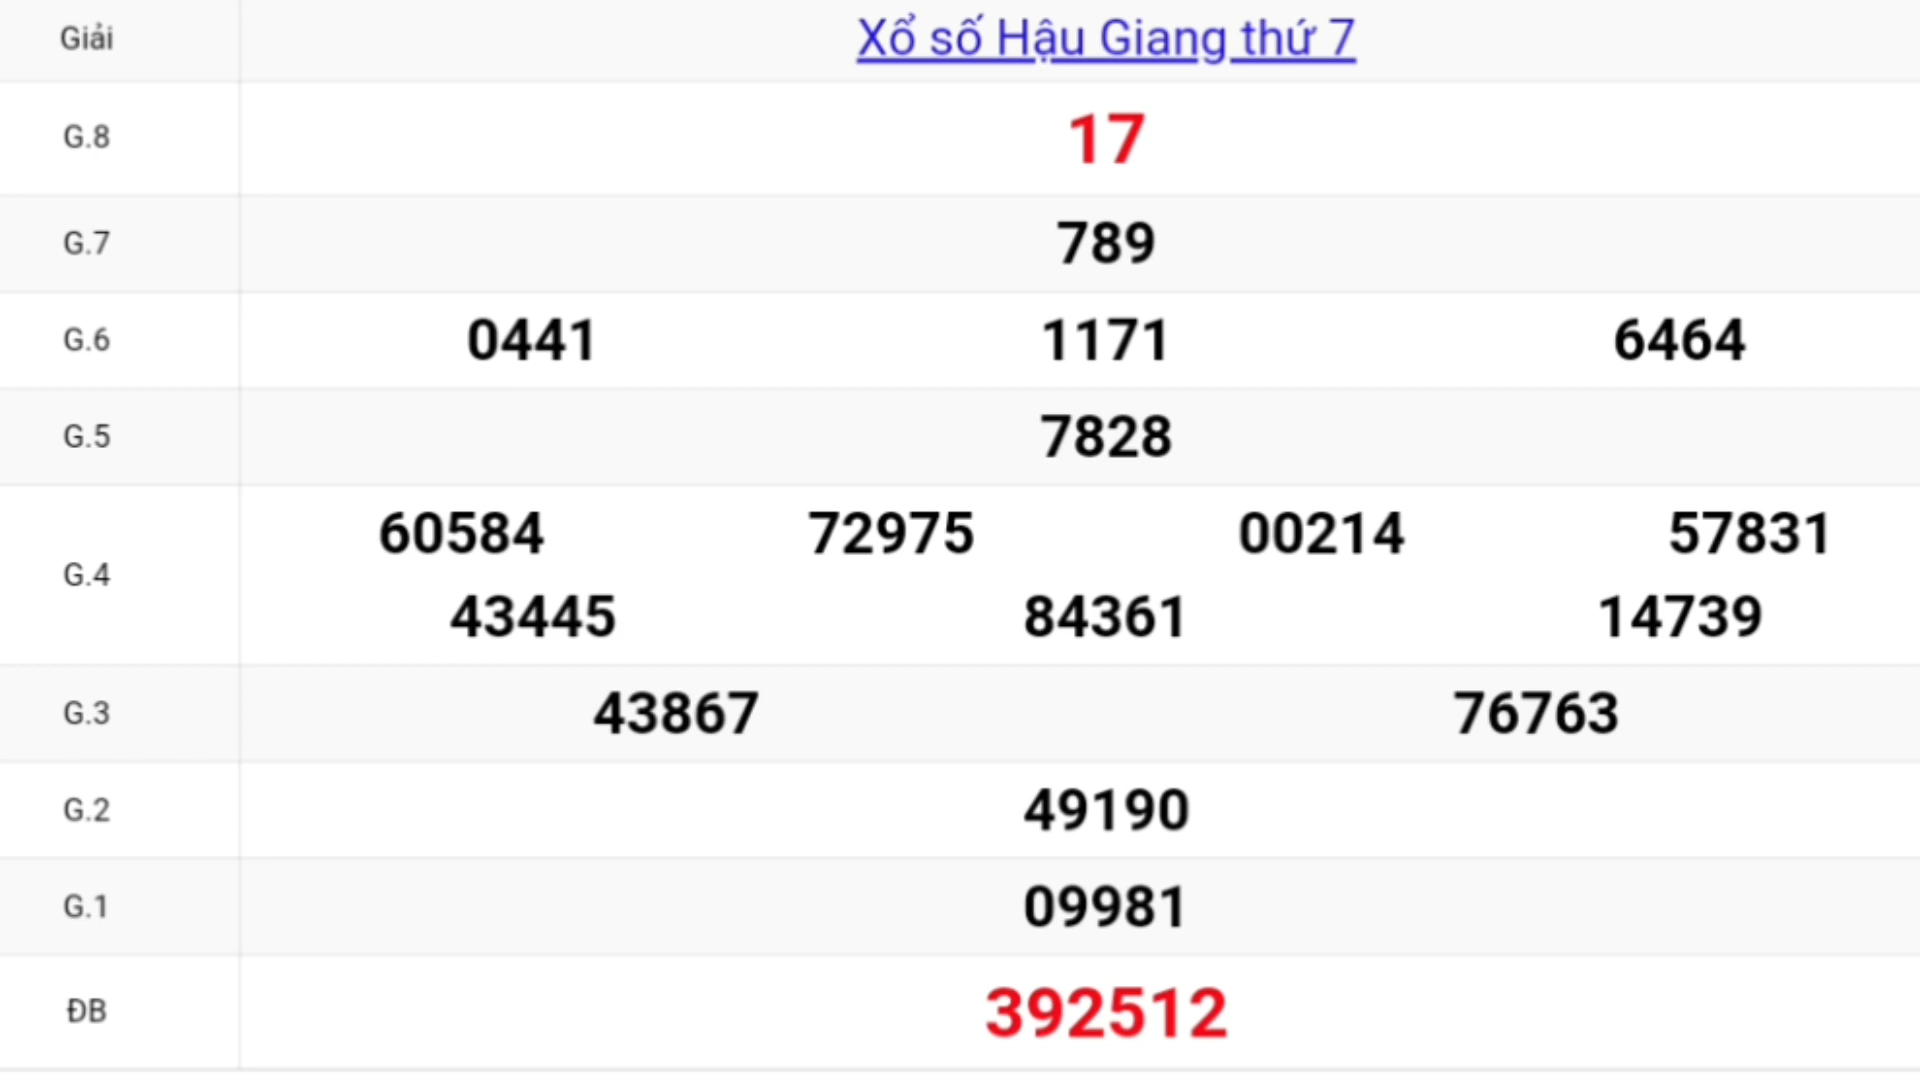 Giải Xổ số Hậu Giang thứ 7
G.8 17
G.7 789
G.6 0441 1171 6464
G.5 7828
G.4 60584 72975 00214 57831
43445 84361 14739
G.3 43867 76763
G.2 49190
G.1 09981
ĐB 392512